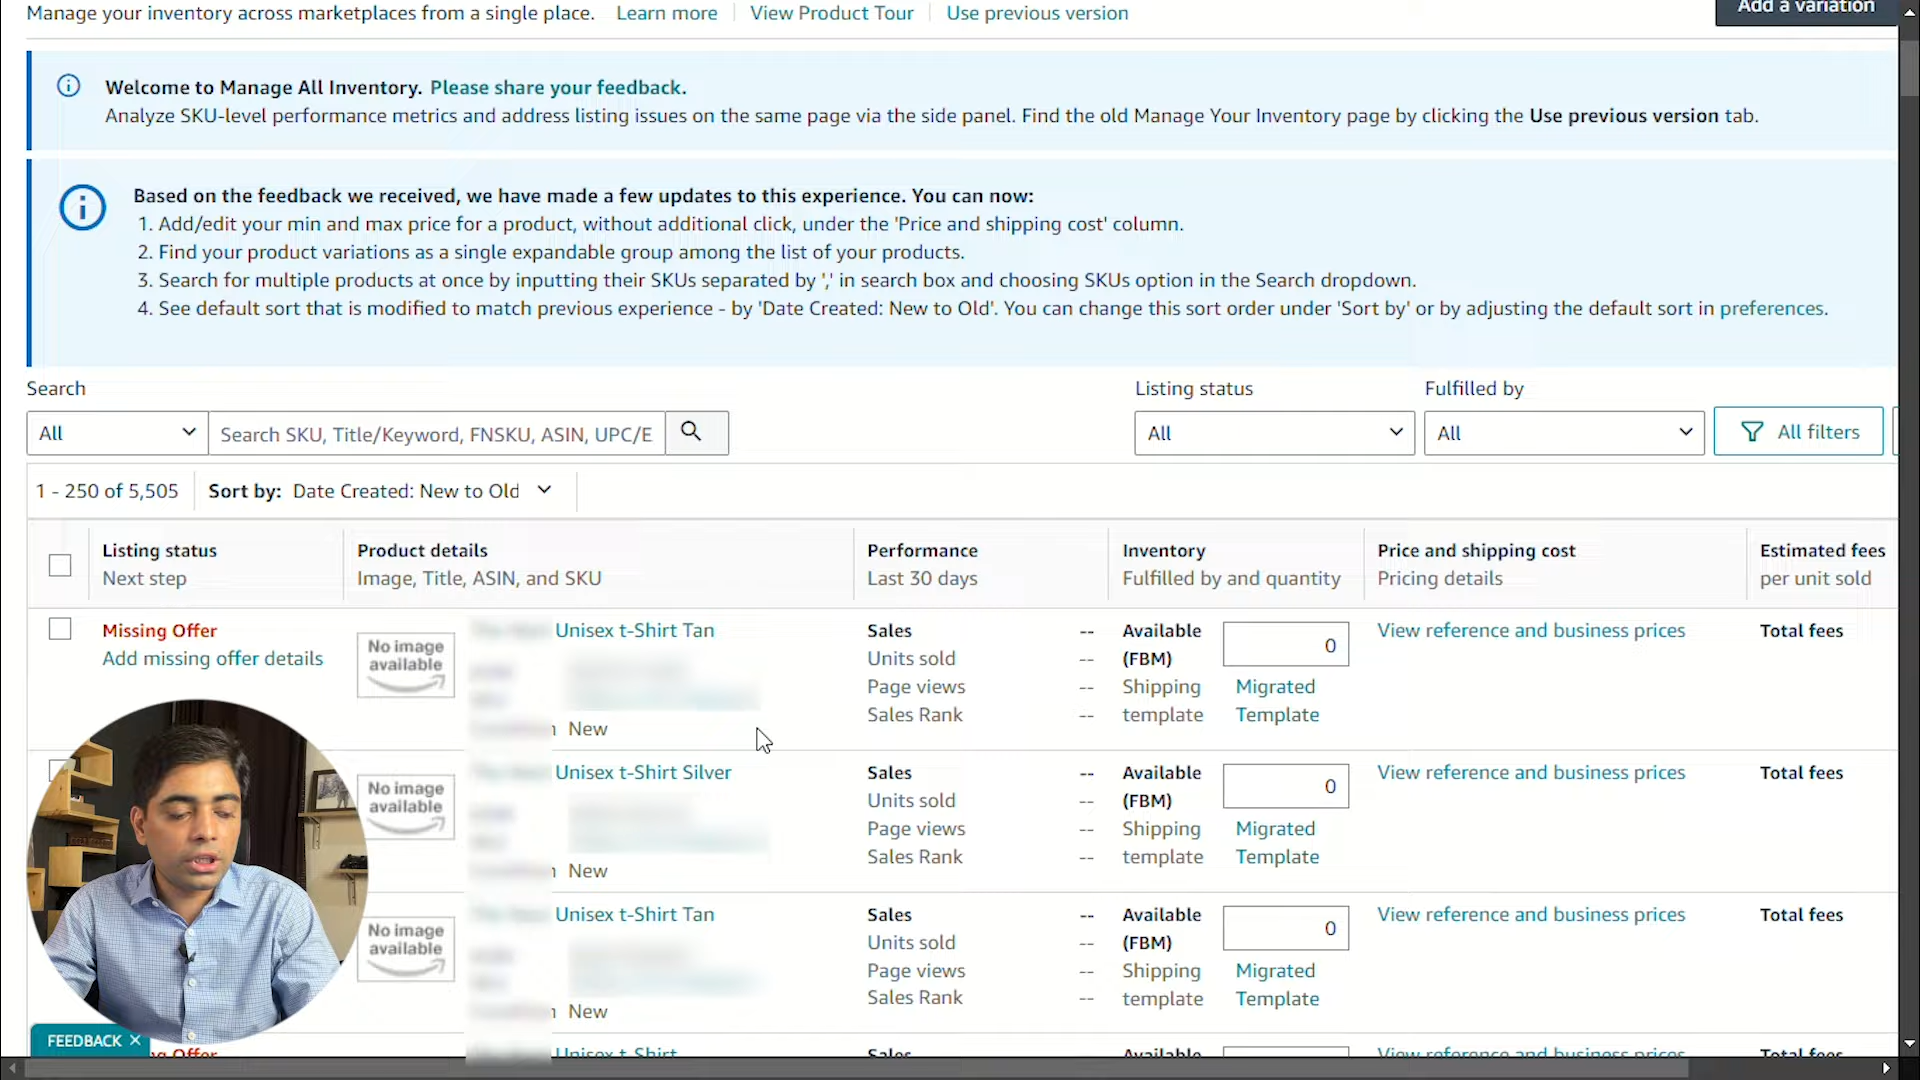 Manage your inventory across marketplaces from a single place. Learn more View Product Tour Use previous version
Add a variation
Welcome to Manage All Inventory. Please share your feedback.
Analyze SKU-level performance metrics and address listing issues on the same page via the side panel. Find the old Manage Your Inventory page by clicking the Use previous version tab.
Based on the feedback we received, we have made a few updates to this experience. You can now:
1. Add/edit your min and max price for a product, without additional click, under the 'Price and shipping cost' column.
2. Find your product variations as a single expandable group among the list of your products.
3. Search for multiple products at once by inputting their SKUs separated by ',' in search box and choosing SKUs option in the Search dropdown.
4. See default sort that is modified to match previous experience - by 'Date Created: New to Old'. You can change this sort order under 'Sort by' or by adjusting the default sort in preferences.
Search
Listing status
Fulfilled by
All
Search SKU, Title/Keyword, FNSKU, ASIN, UPC/E
All
All
All filters
1 - 250 of 5,505
Sort by: Date Created: New to Old
Listing status
Next step
Product details
Image, Title, ASIN, and SKU
Performance
Last 30 days
Inventory
Fulfilled by and quantity
Price and shipping cost
Pricing details
Estimated fees
per unit sold
Missing Offer
Add missing offer details
No image
available
Unisex t-Shirt Tan
New
Sales --
Units sold --
Page views --
Sales Rank --
Available
(FBM)
0
Shipping
template
Migrated
Template
View reference and business prices
Total fees
No image
available
Unisex t-Shirt Silver
New
Sales --
Units sold --
Page views --
Sales Rank --
Available
(FBM)
0
Shipping
template
Migrated
Template
View reference and business prices
Total fees
No image
available
Unisex t-Shirt Tan
New
Sales --
Units sold --
Page views --
Sales Rank --
Available
(FBM)
0
Shipping
template
Migrated
Template
View reference and business prices
Total fees
FEEDBACK
Offer
Unisex t-Shirt
Sales
Available
View reference and business prices
Total fees